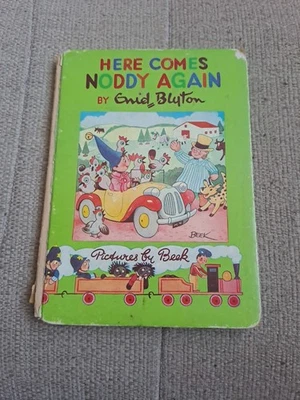 HERE COMES
NODDY AGAIN
BY Enid Blyton
BEEK
Pictures by Beek